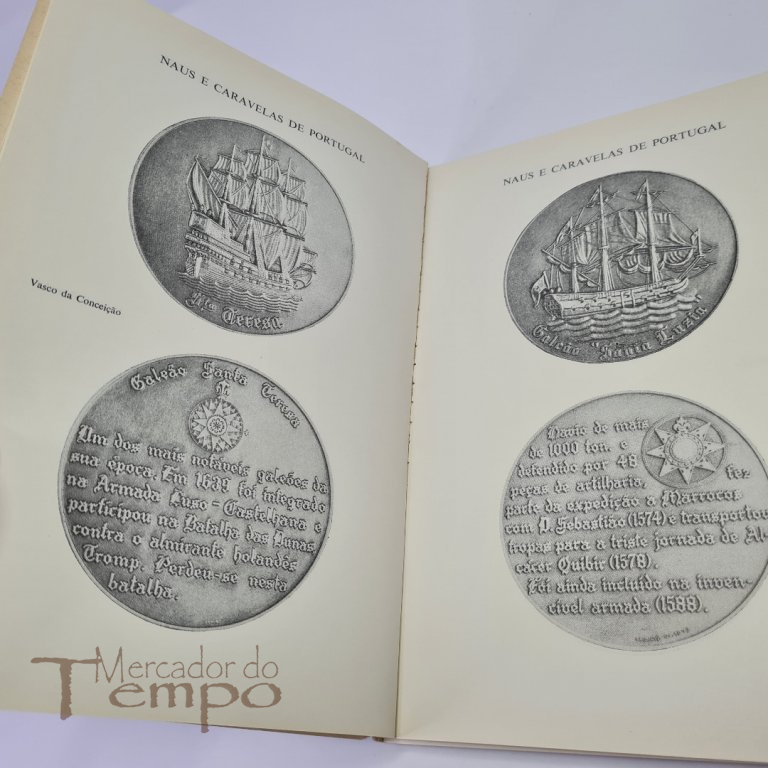 NAUS E CARAVELAS DE PORTUGAL
Sta Teresa
Vasco da Conceição
Galeão Santa Teresa
Um dos mais notáveis galeões da
sua época. Em 1639 foi integrado
na Armada Luso-Castelhana e
participou na Batalha das Dunas,
contra o almirante holandês
Tromp. Perdeu-se nesta
batalha.
NAUS E CARAVELAS DE PORTUGAL
Galeão "Santa Luzia"
Navio de mais
de 1000 ton. e
defendido por 48
peças de artilharia, fez
parte da expedição a Marrocos
com D. Sebastião (1574) e transportou
tropas para a triste jornada de Al-
cácer Quibir (1578).
Foi ainda incluído na inven-
cível armada (1588).
Mercador do
Tempo